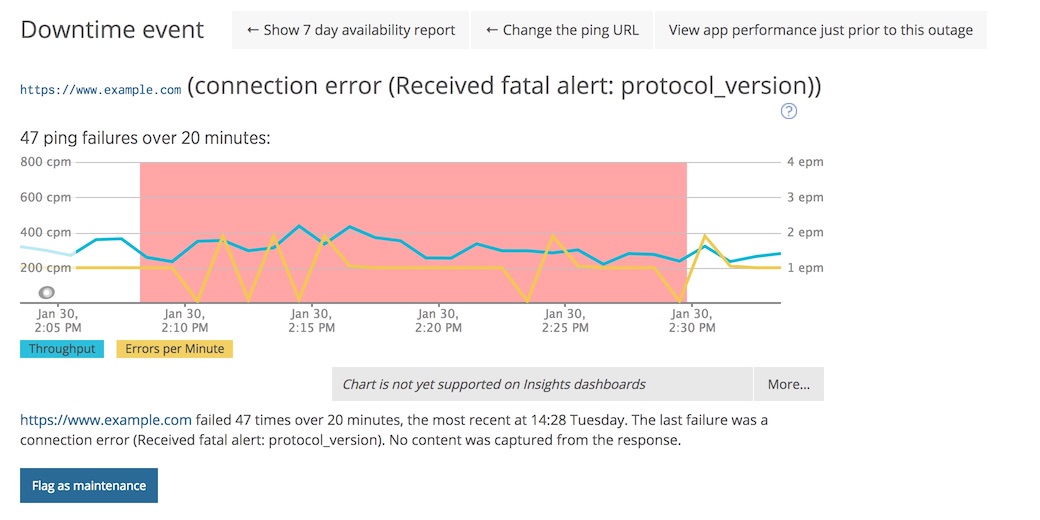 Downtime event
← Show 7 day availability report
← Change the ping URL
View app performance just prior to this outage
https://www.example.com (connection error (Received fatal alert: protocol_version))
?
47 ping failures over 20 minutes:
800 cpm
4 epm
600 cpm
3 epm
400 cpm
2 epm
200 cpm
1 epm
Jan 30,
2:05 PM
Jan 30,
2:10 PM
Jan 30,
2:15 PM
Jan 30,
2:20 PM
Jan 30,
2:25 PM
Jan 30,
2:30 PM
Throughput
Errors per Minute
Chart is not yet supported on Insights dashboards
More...
https://www.example.com failed 47 times over 20 minutes, the most recent at 14:28 Tuesday. The last failure was a
connection error (Received fatal alert: protocol_version). No content was captured from the response.
Flag as maintenance